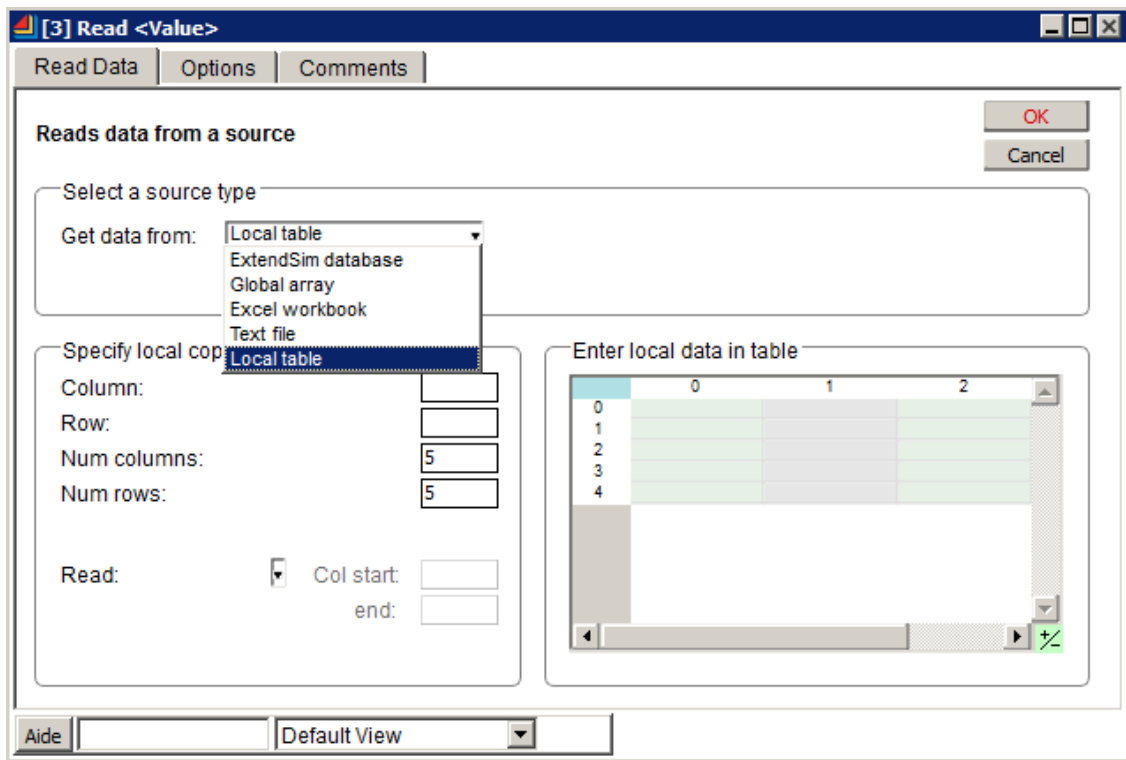 [3] Read <Value>
Read Data Options Comments
OK
Reads data from a source
Cancel
Select a source type
Get data from: Local table
ExtendSim database
Global array
Excel workbook
Text file
Local table
Specify local cop
Column:
Row:
Num columns: 5
Num rows: 5
Read: Col start:
end:
Enter local data in table
0 1 2
0
1
2
3
4
+/-
Aide Default View